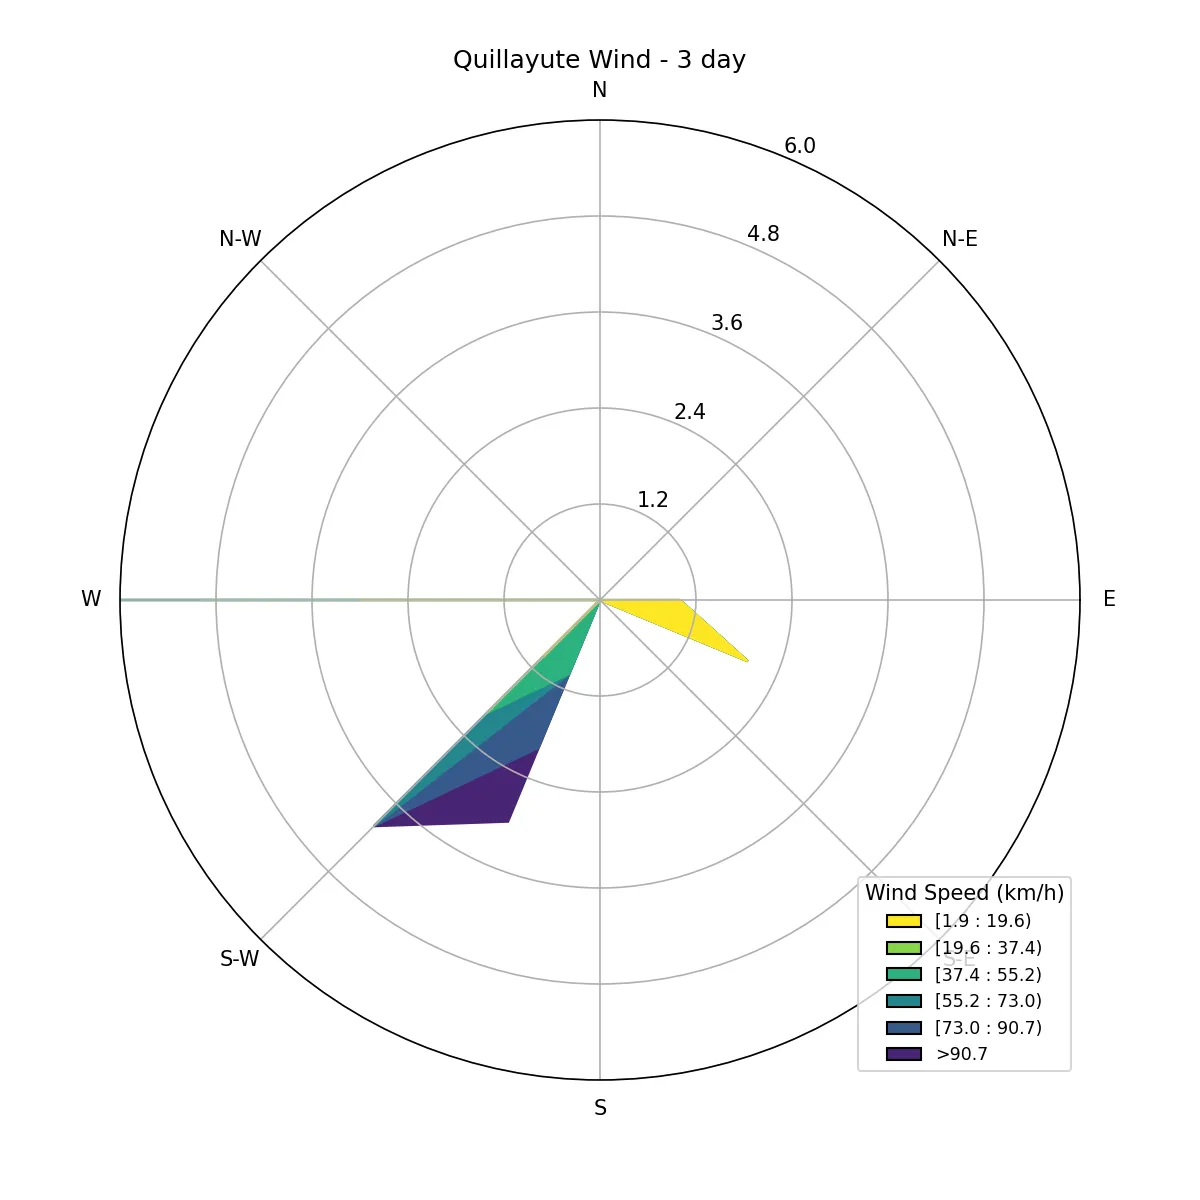 Quillayute Wind - 3 day
N
6.0
N-W
N-E
4.8
3.6
2.4
1.2
W
E
S-W
S-E
S
Wind Speed (km/h)
[1.9 : 19.6)
[19.6 : 37.4)
[37.4 : 55.2)
[55.2 : 73.0)
[73.0 : 90.7)
>90.7